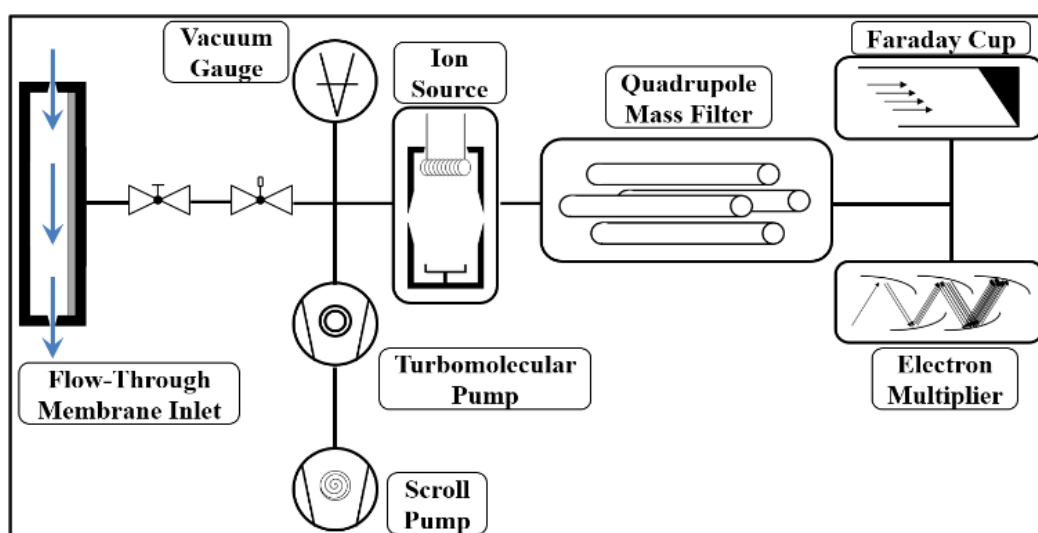 Vacuum
Gauge
Ion
Source
Quadrupole
Mass Filter
Faraday Cup
Flow-Through
Membrane Inlet
Turbomolecular
Pump
Electron
Multiplier
Scroll
Pump